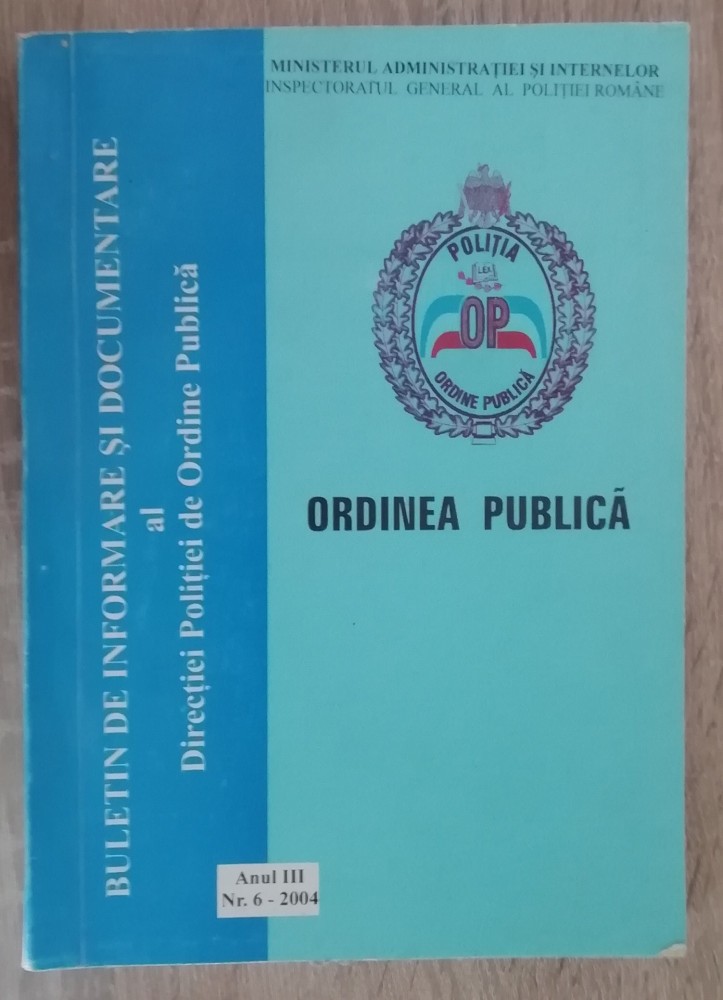 MINISTERUL ADMINISTRAȚIEI ȘI INTERNELOR
INSPECTORATUL GENERAL AL POLIȚIEI ROMÂNE
POLIȚIA
LEX
OP
ORDINE PUBLICĂ
ORDINEA PUBLICĂ
BULETIN DE INFORMARE ȘI DOCUMENTARE
al
Direcției Poliției de Ordine Publică
Anul III
Nr. 6 - 2004